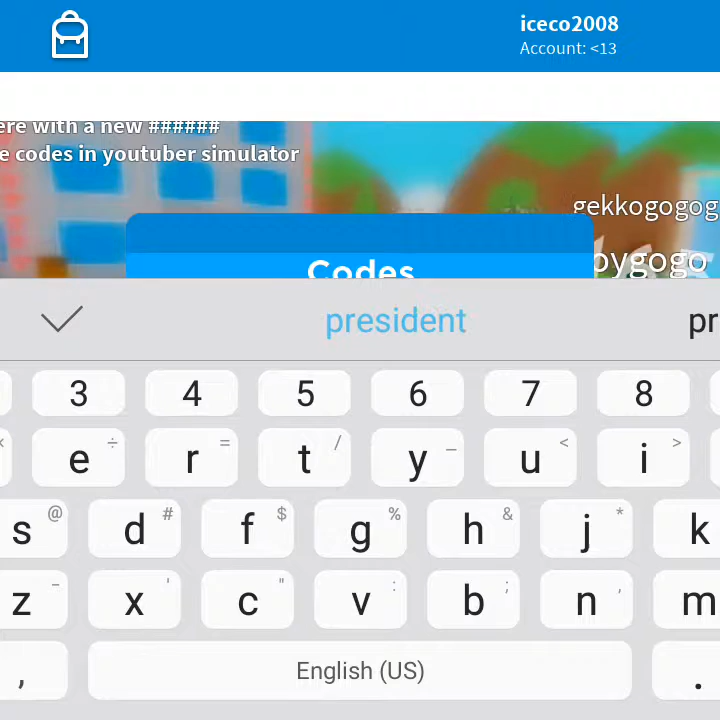 iceco2008
Account: <13
ere with a new ######
e codes in youtuber simulator
gekkogogog
oygogo
Codes
president pr
3 4 5 6 7 8
÷ = / _ < >
e r t y u i
@ # $ % & *
s d f g h j k
- ' " : ; ,
z x c v b n m
, English (US) .